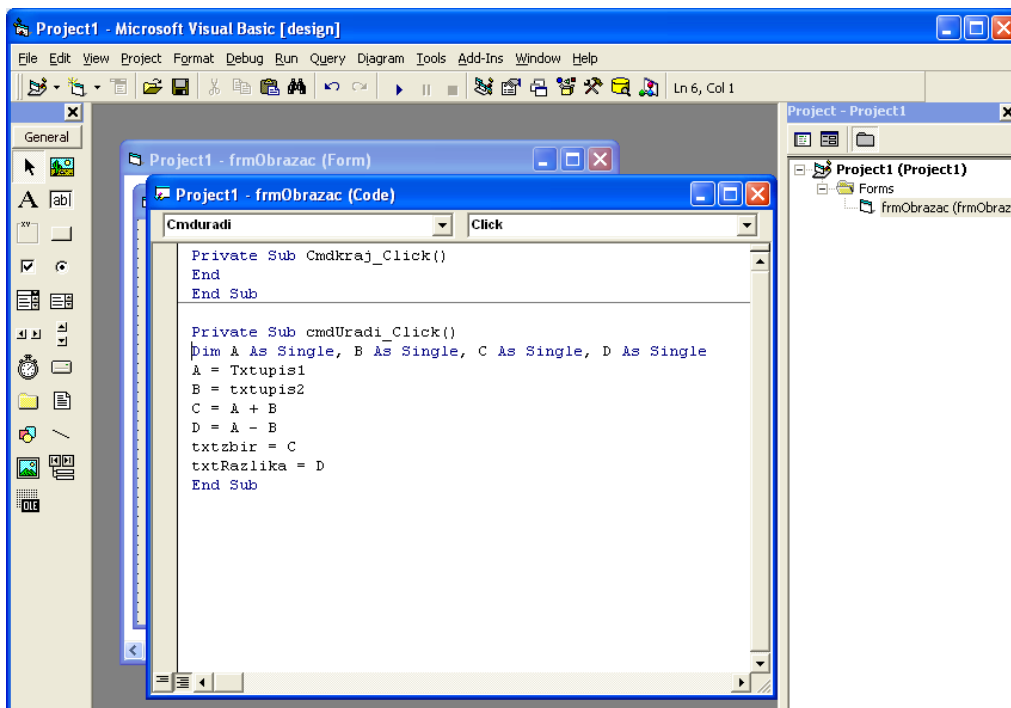 Project1 - Microsoft Visual Basic [design]
File Edit View Project Format Debug Run Query Diagram Tools Add-Ins Window Help
Ln 6, Col 1
General
Project1 - frmObrazac (Form)
Project1 - frmObrazac (Code)
Cmduradi Click
Private Sub Cmdkraj_Click()
End
End Sub
Private Sub cmdUradi_Click()
Dim A As Single, B As Single, C As Single, D As Single
A = Txtupis1
B = txtupis2
C = A + B
D = A - B
txtzbir = C
txtRazlika = D
End Sub
A
ab
XY
OLE
Project - Project1
Project1 (Project1)
Forms
frmObrazac (frmObraz